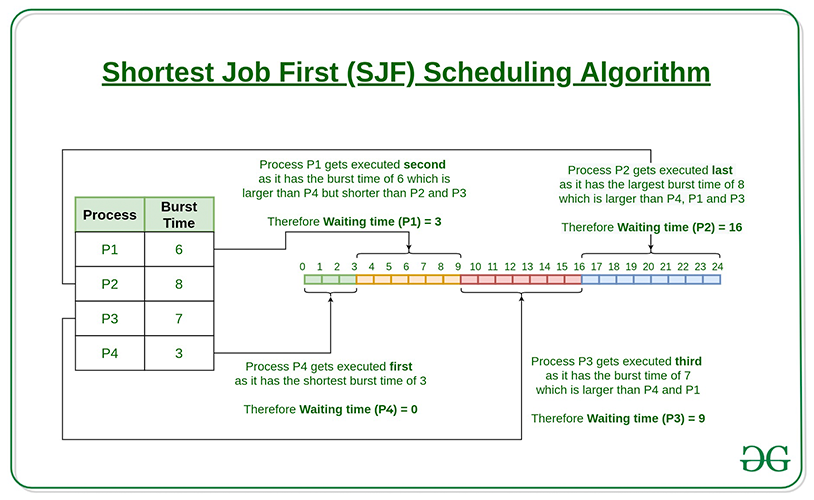 Shortest Job First (SJF) Scheduling Algorithm
Process P1 gets executed second
as it has the burst time of 6 which is
larger than P4 but shorter than P2 and P3
Therefore Waiting time (P1) = 3
Process P2 gets executed last
as it has the largest burst time of 8
which is larger than P4, P1 and P3
Therefore Waiting time (P2) = 16
Process Burst Time
P1 6
P2 8
P3 7
P4 3
0 1 2 3 4 5 6 7 8 9 10 11 12 13 14 15 16 17 18 19 20 21 22 23 24
Process P4 gets executed first
as it has the shortest burst time of 3
Therefore Waiting time (P4) = 0
Process P3 gets executed third
as it has the burst time of 7
which is larger than P4 and P1
Therefore Waiting time (P3) = 9